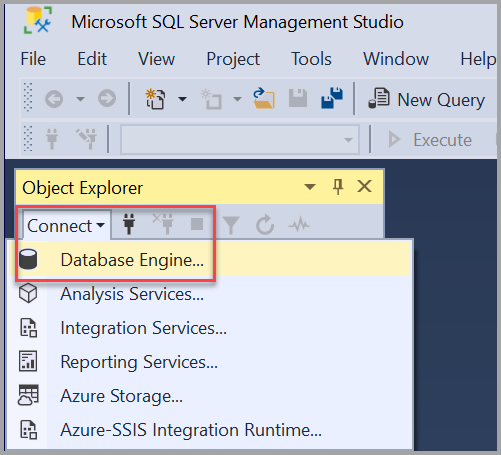 Microsoft SQL Server Management Studio
File Edit View Project Tools Window Help
New Query
Execute
Object Explorer
Connect
Database Engine...
Analysis Services...
Integration Services...
Reporting Services...
Azure Storage...
Azure-SSIS Integration Runtime...